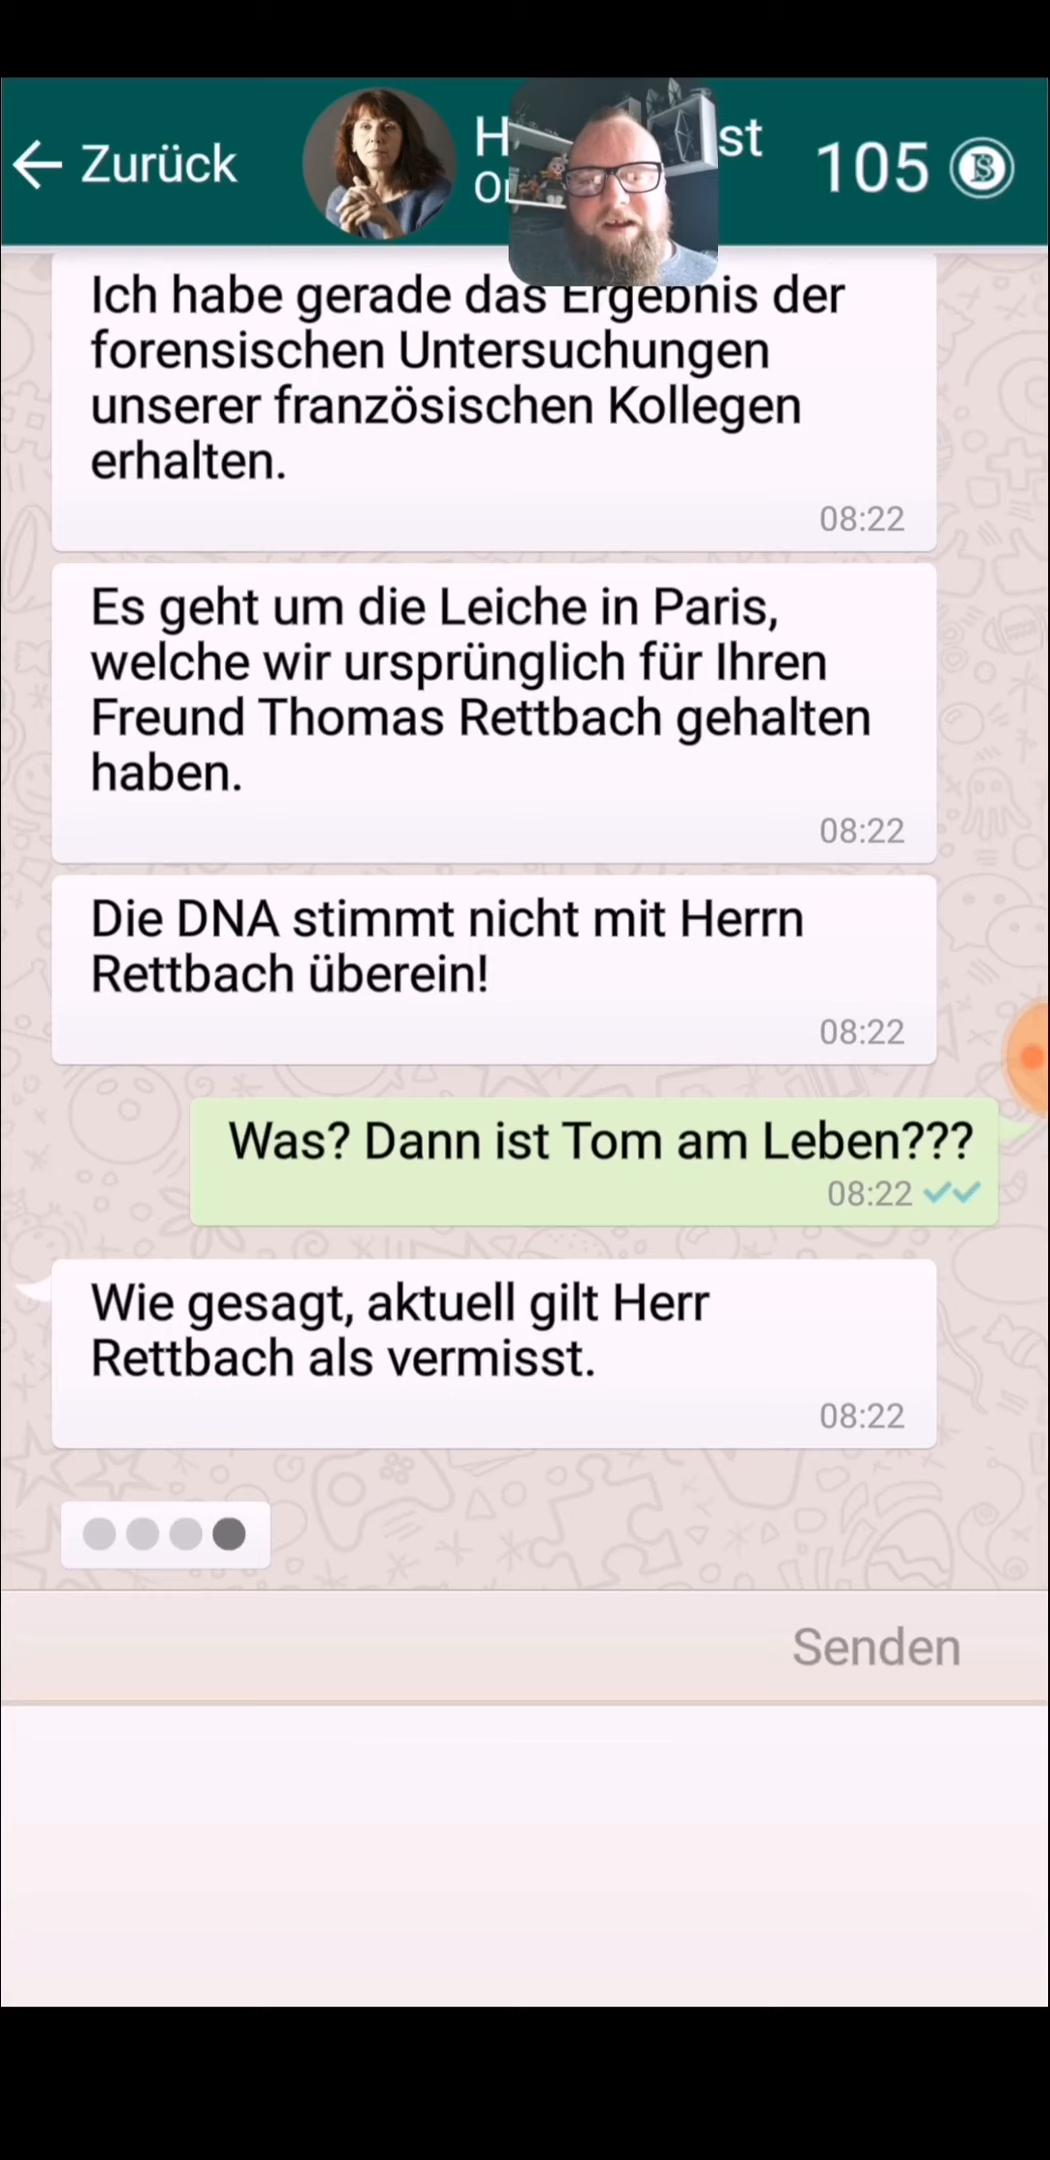 Zurück
105
Ich habe gerade das Ergebnis der
forensischen Untersuchungen
unserer französischen Kollegen
erhalten.
08:22
Es geht um die Leiche in Paris,
welche wir ursprünglich für Ihren
Freund Thomas Rettbach gehalten
haben.
08:22
Die DNA stimmt nicht mit Herrn
Rettbach überein!
08:22
Was? Dann ist Tom am Leben???
08:22
Wie gesagt, aktuell gilt Herr
Rettbach als vermisst.
08:22
Senden